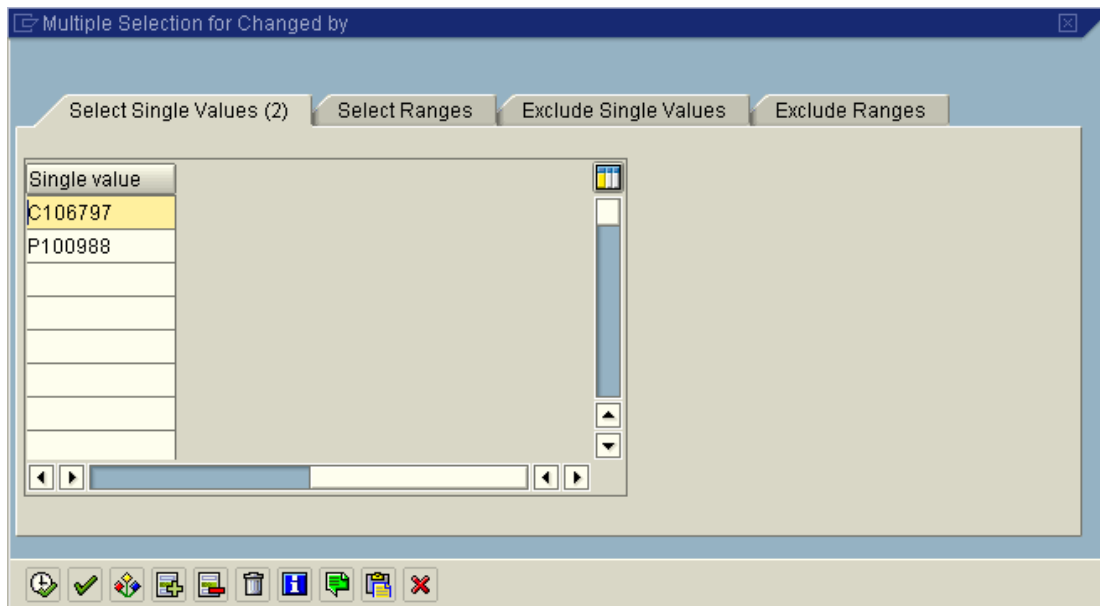 Multiple Selection for Changed by
Select Single Values (2) Select Ranges Exclude Single Values Exclude Ranges
Single value
C106797
P100988